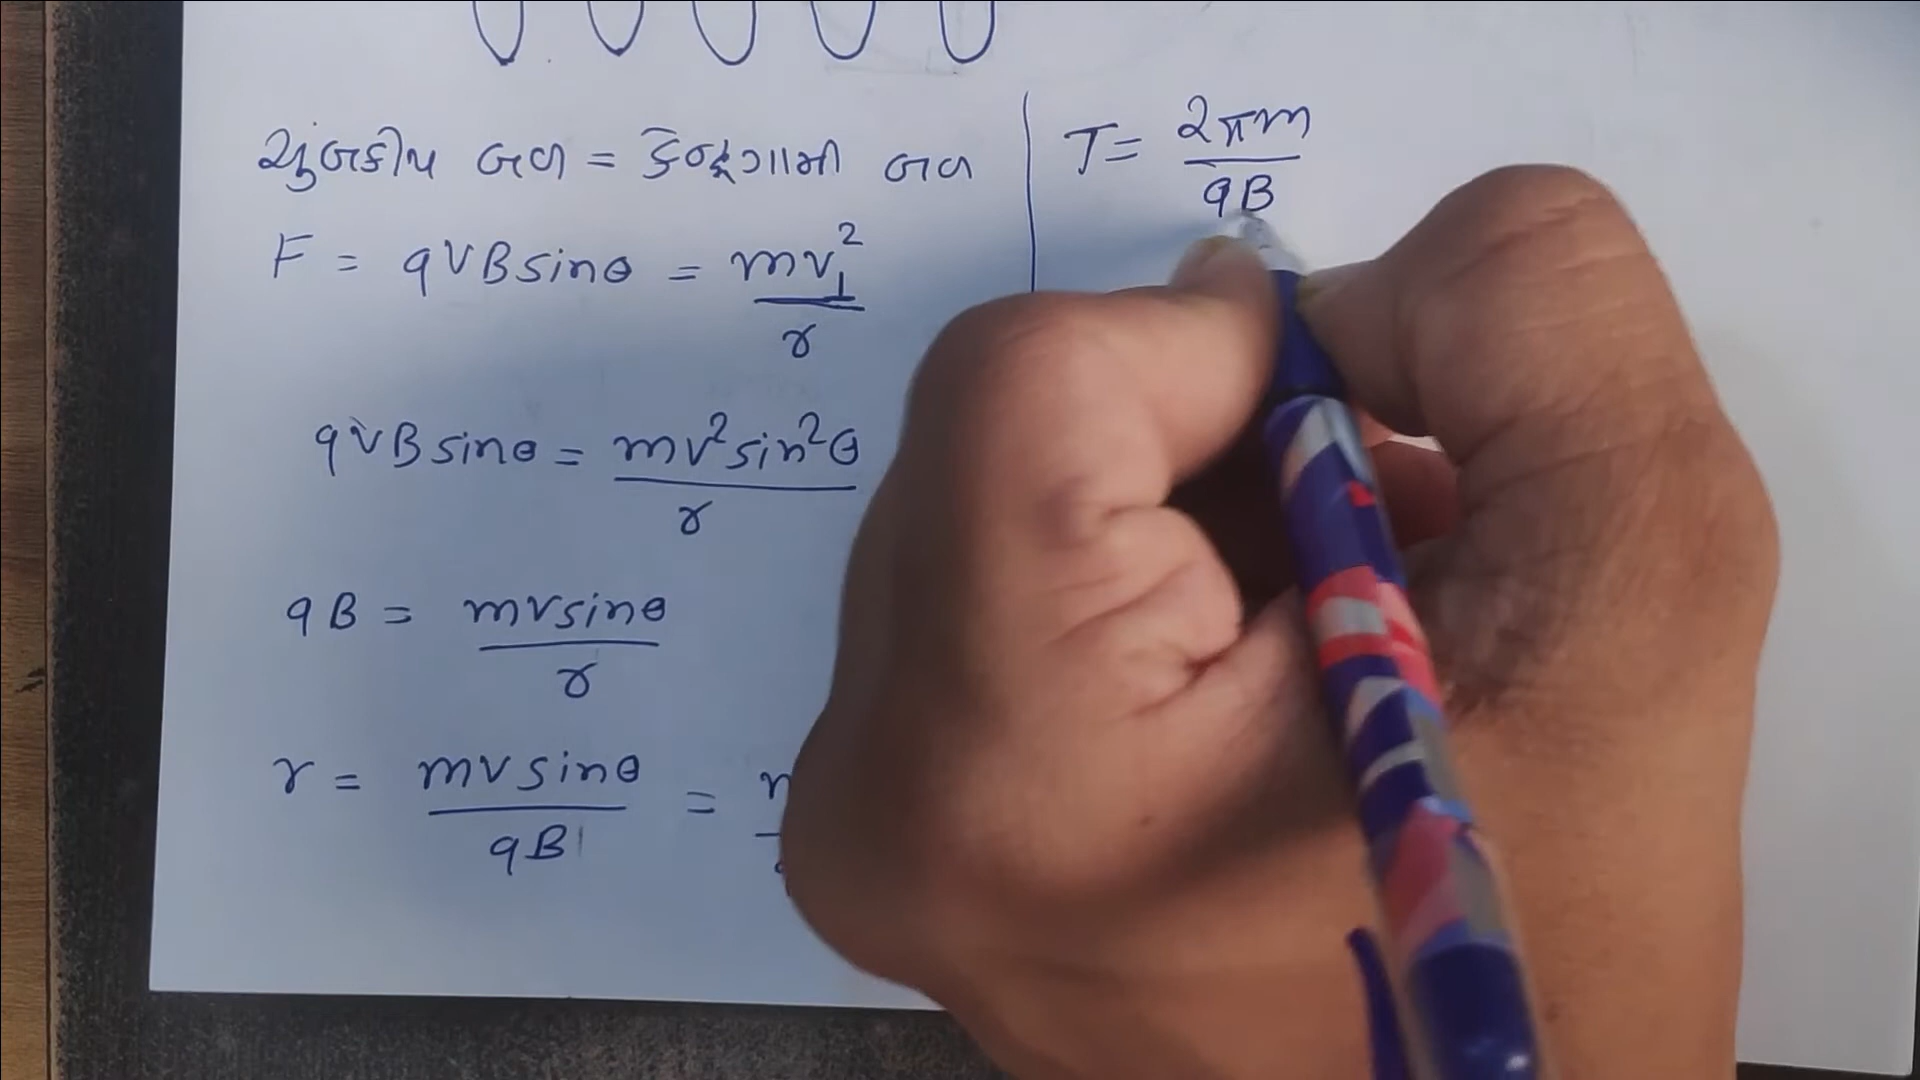 ચુંબકીય બળ = કેન્દ્રગામી બળ
F = qVBsinθ = mv⊥²/r
qVBsinθ = mv²sin²θ/r
qB = mvsinθ/r
r = mvsinθ/qB =
T = 2πm/qB